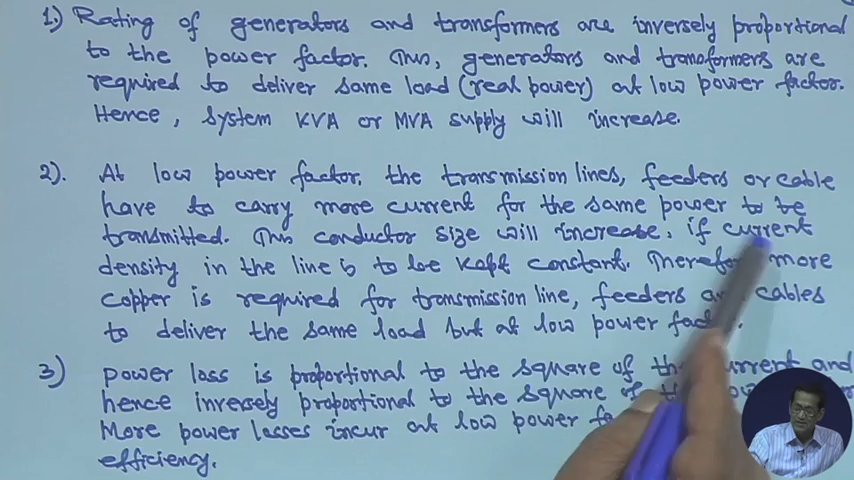 1.) Rating of generators and transformers are inversely proportional
to the power factor. Thus, generators and transformers are
required to deliver same load (real power) at low power factor.
Hence, system KVA or MVA supply will increase.
2). At low power factor, the transmission lines, feeders or cable
have to carry more current for the same power to be
transmitted. Thus conductor size will increase, if current
density in the line is to be kept constant. Therefore more
copper is required for transmission line, feeders and cables
to deliver the same load but at low power factor.
3) Power loss is proportional to the square of the current and
hence inversely proportional to the square of the
More power losses incur at low power
efficiency.